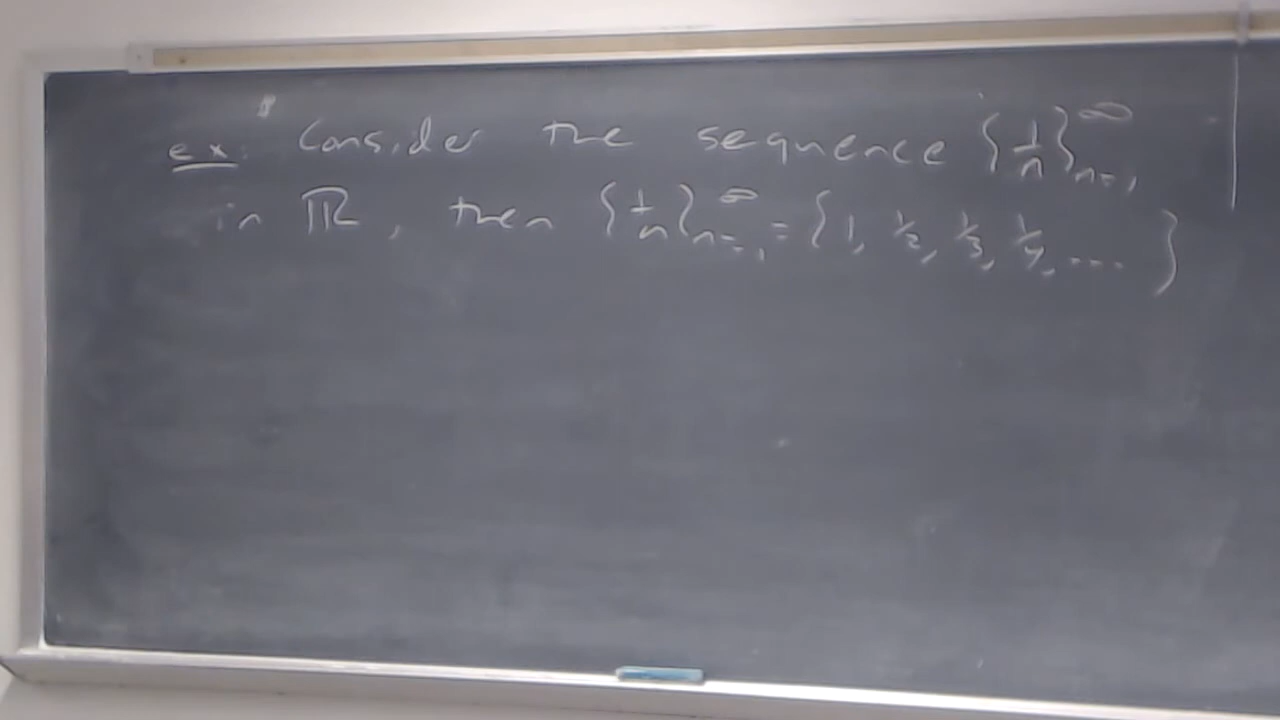 ex: Consider the sequence {1/n}_{n=1}^∞
in ℝ, then {1/n}_{n=1}^∞ = {1, 1/2, 1/3, 1/4, ....}